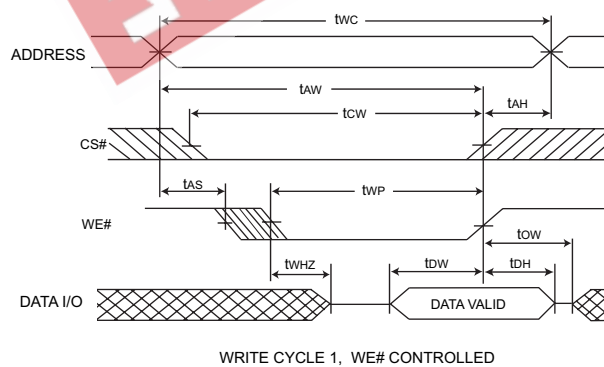 tWC
ADDRESS
tAW
tCW
tAH
CS#
tAS
tWP
WE#
tOW
tWHZ
tDW
tDH
DATA I/O
DATA VALID
WRITE CYCLE 1, WE# CONTROLLED